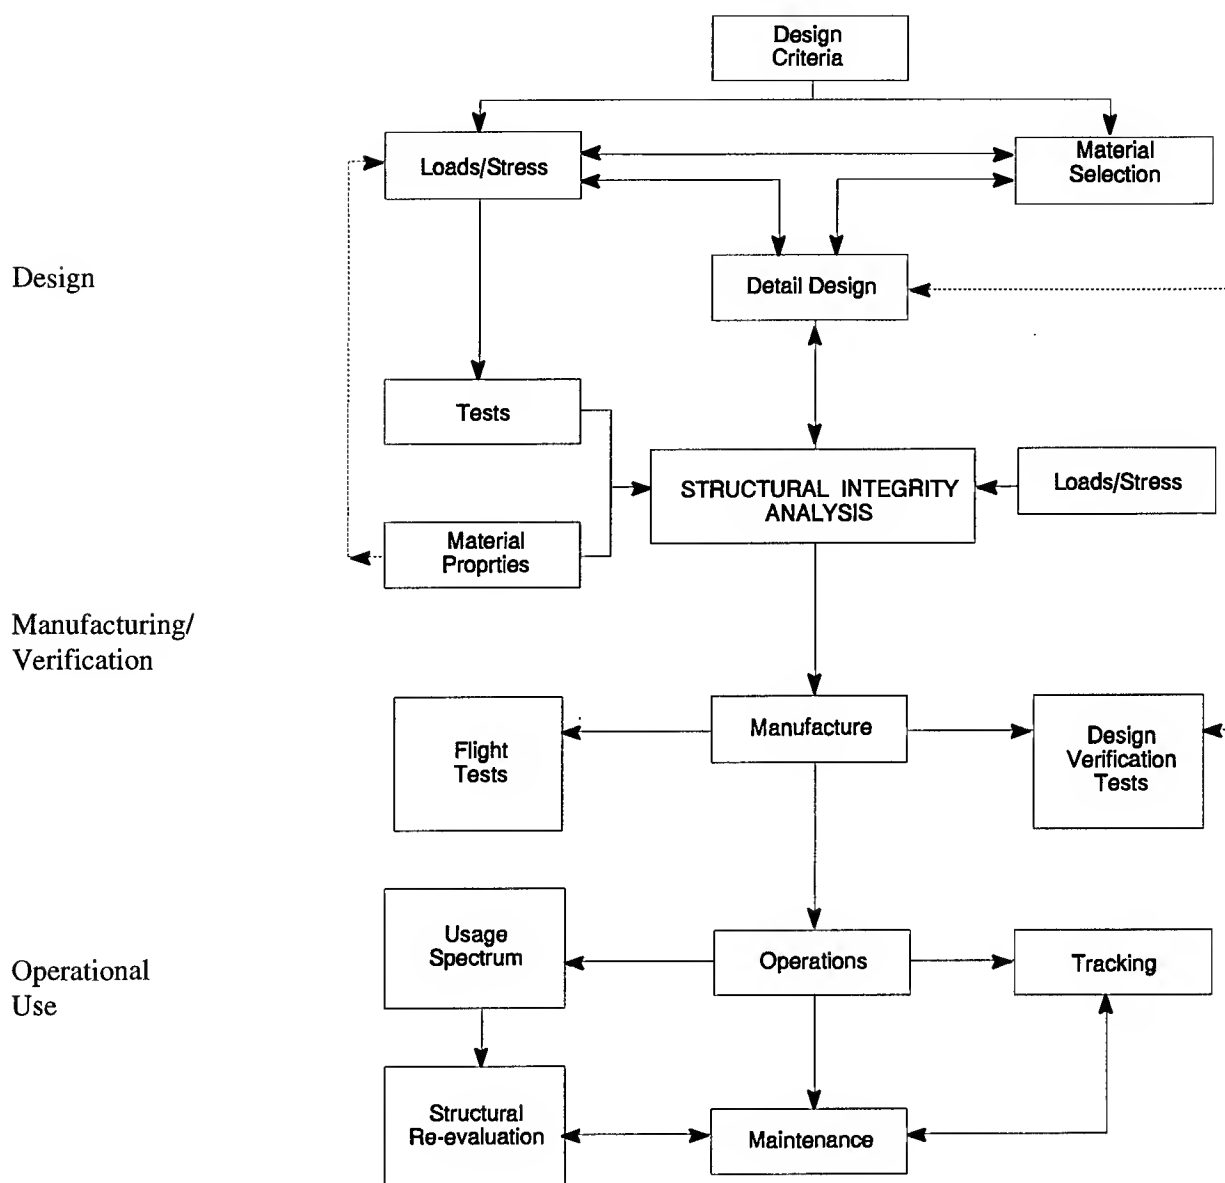 Design
Criteria
Loads/Stress
Material
Selection
Design
Detail Design
Tests
STRUCTURAL INTEGRITY
ANALYSIS
Loads/Stress
Material
Proprties
Manufacturing/
Verification
Flight
Tests
Manufacture
Design
Verification
Tests
Operational
Use
Usage
Spectrum
Operations
Tracking
Structural
Re-evaluation
Maintenance